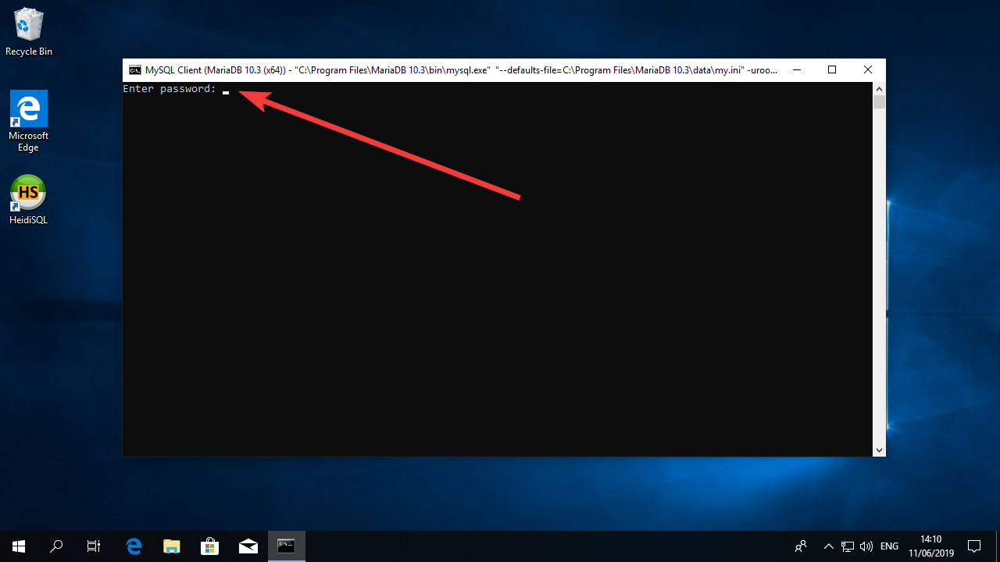 Recycle Bin
Microsoft
Edge
HS
HeidiSQL
MySQL Client (MariaDB 10.3 (x64)) - "C:\Program Files\MariaDB 10.3\bin\mysql.exe"  "--defaults-file=C:\Program Files\MariaDB 10.3\data\my.ini" -uroo...
Enter password:
ENG
14:10
11/06/2019